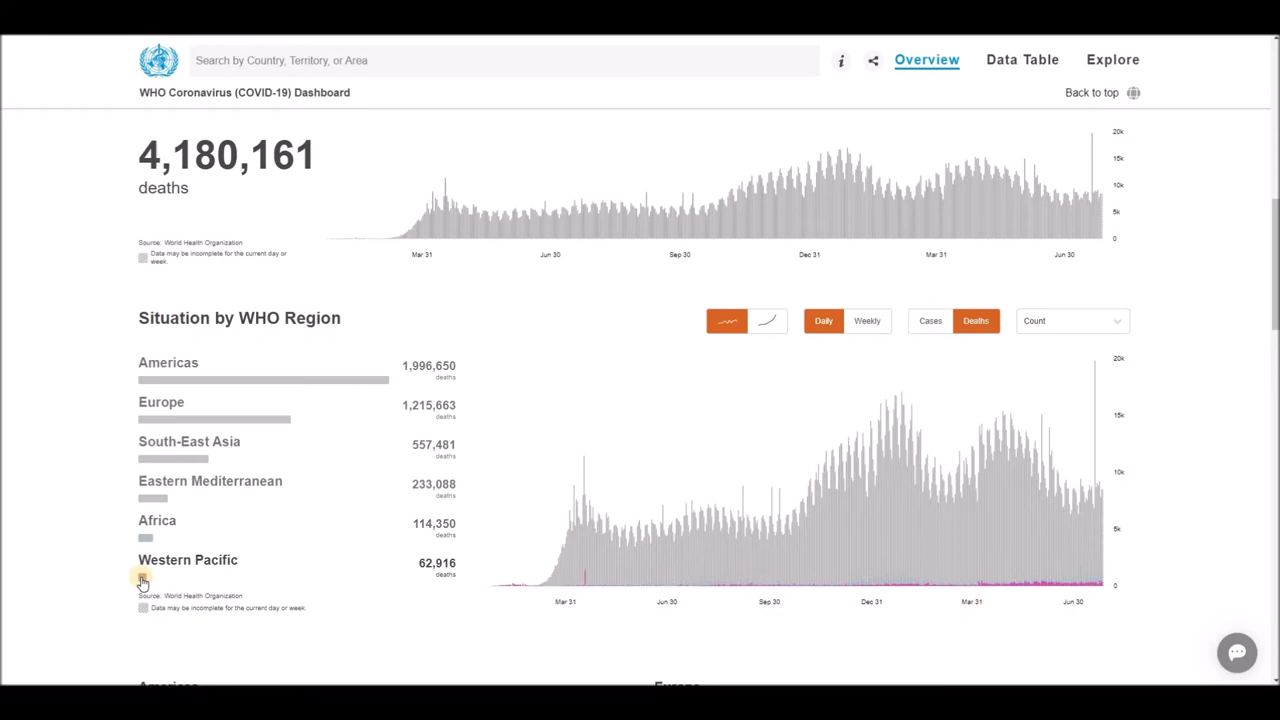 Search by Country, Territory, or Area
i
Overview
Data Table
Explore
WHO Coronavirus (COVID-19) Dashboard
Back to top
4,180,161
deaths
20k
15k
10k
5k
0
Source: World Health Organization
Data may be incomplete for the current day or
week.
Mar 31
Jun 30
Sep 30
Dec 31
Mar 31
Jun 30
Situation by WHO Region
Daily
Weekly
Cases
Deaths
Count
Americas
1,996,650
deaths
Europe
1,215,663
deaths
South-East Asia
557,481
deaths
Eastern Mediterranean
233,088
deaths
Africa
114,350
deaths
Western Pacific
62,916
deaths
Source: World Health Organization
Data may be incomplete for the current day or week.
20k
15k
10k
5k
0
Mar 31
Jun 30
Sep 30
Dec 31
Mar 31
Jun 30
Americas
Europe